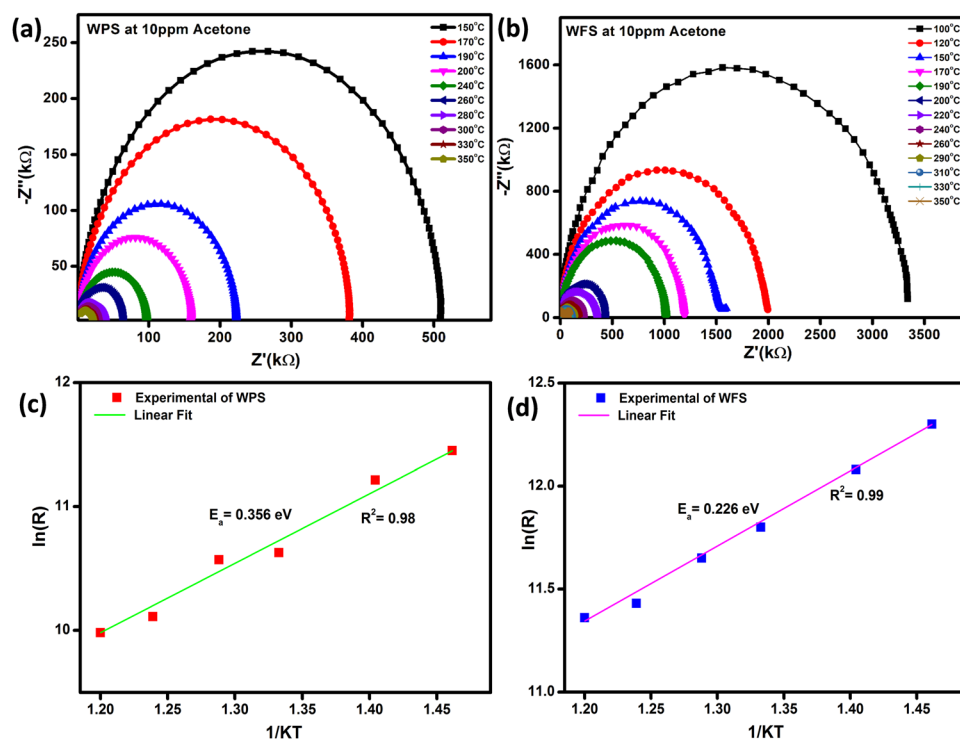 (a)
WPS at 10ppm Acetone
150°C
170°C
190°C
200°C
240°C
260°C
280°C
300°C
330°C
350°C
250
200
150
100
50
-Z''(kΩ)
100
200
300
400
500
Z'(kΩ)
(b)
WFS at 10ppm Acetone
100°C
120°C
150°C
170°C
190°C
200°C
220°C
240°C
260°C
290°C
310°C
330°C
350°C
1600
1200
800
400
0
-Z''(kΩ)
0
500
1000
1500
2000
2500
3000
3500
Z'(kΩ)
(c)
Experimental of WPS
Linear Fit
Ea = 0.356 eV
R²= 0.98
12
11
10
ln(R)
1.20
1.25
1.30
1.35
1.40
1.45
1/KT
(d)
Experimental of WFS
Linear Fit
Ea = 0.226 eV
R²= 0.99
12.5
12.0
11.5
11.0
ln(R)
1.20
1.25
1.30
1.35
1.40
1.45
1/KT